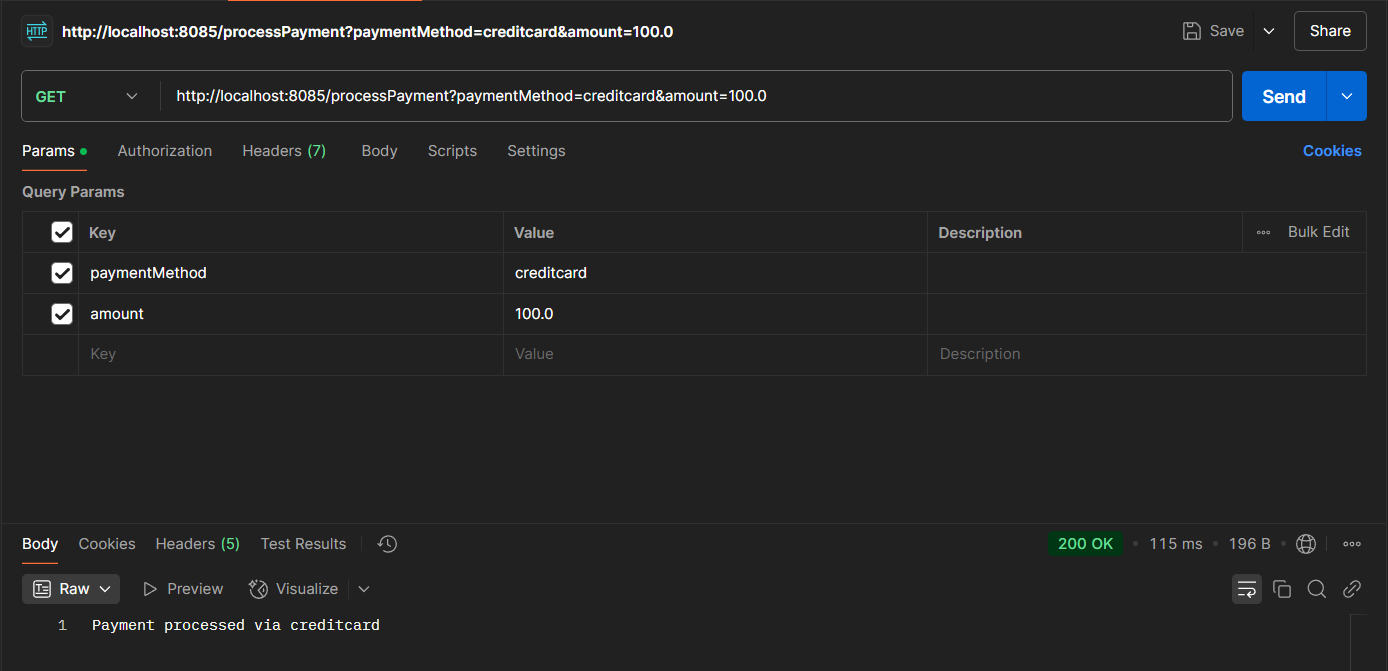 HTTP http://localhost:8085/processPayment?paymentMethod=creditcard&amount=100.0 Save Share
GET http://localhost:8085/processPayment?paymentMethod=creditcard&amount=100.0 Send
Params Authorization Headers (7) Body Scripts Settings Cookies
Query Params
Key Value Description Bulk Edit
paymentMethod creditcard
amount 100.0
Key Value Description
Body Cookies Headers (5) Test Results 200 OK 115 ms 196 B
Raw Preview Visualize
1 Payment processed via creditcard